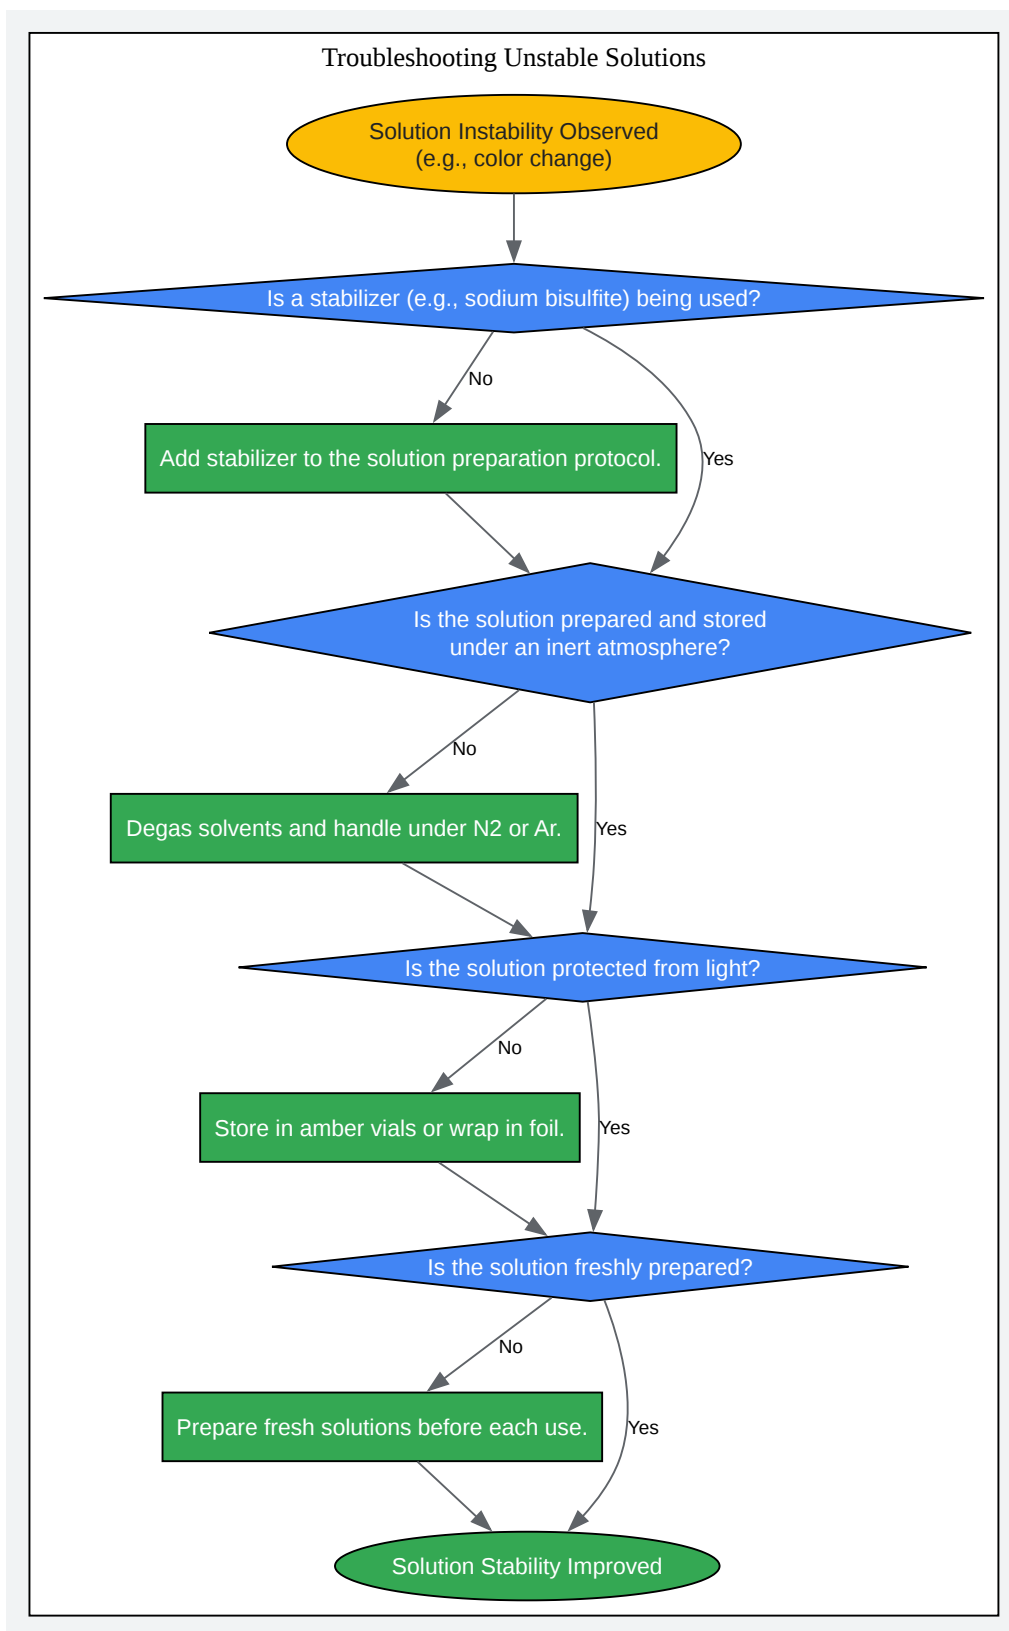 Troubleshooting Unstable Solutions
Solution Instability Observed
(e.g., color change)
Is a stabilizer (e.g., sodium bisulfite) being used?
No
Add stabilizer to the solution preparation protocol.
Yes
Is the solution prepared and stored
under an inert atmosphere?
No
Degas solvents and handle under N2 or Ar.
Yes
Is the solution protected from light?
No
Store in amber vials or wrap in foil.
Yes
Is the solution freshly prepared?
No
Prepare fresh solutions before each use.
Yes
Solution Stability Improved